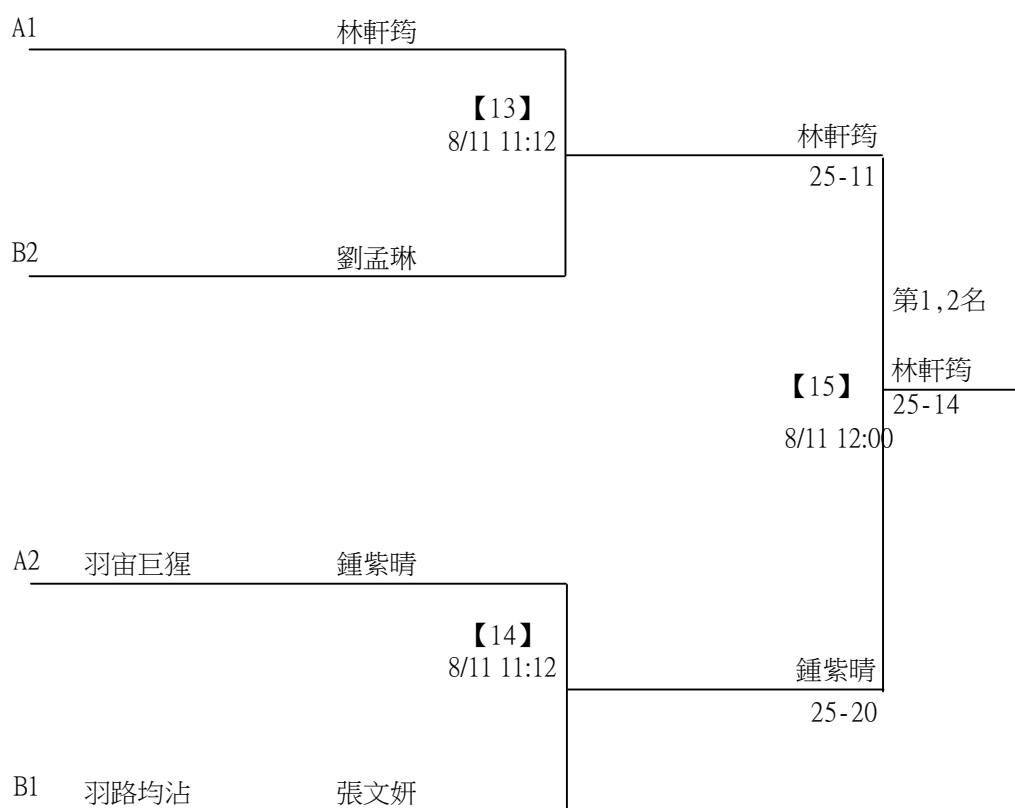 A1 林軒筠
【13】
8/11 11:12
林軒筠
25-11
B2 劉孟琳
第1,2名
林軒筠
【15】
25-14
8/11 12:00
A2 羽宙巨猩 鍾紫晴
【14】
8/11 11:12
鍾紫晴
25-20
B1 羽路均沾 張文妍